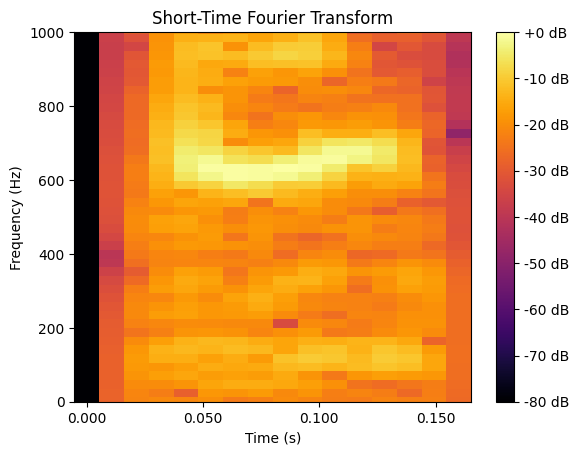 Short-Time Fourier Transform
1000
800
600
400
200
0
Frequency (Hz)
0.000
0.050
0.100
0.150
Time (s)
+0 dB
-10 dB
-20 dB
-30 dB
-40 dB
-50 dB
-60 dB
-70 dB
-80 dB